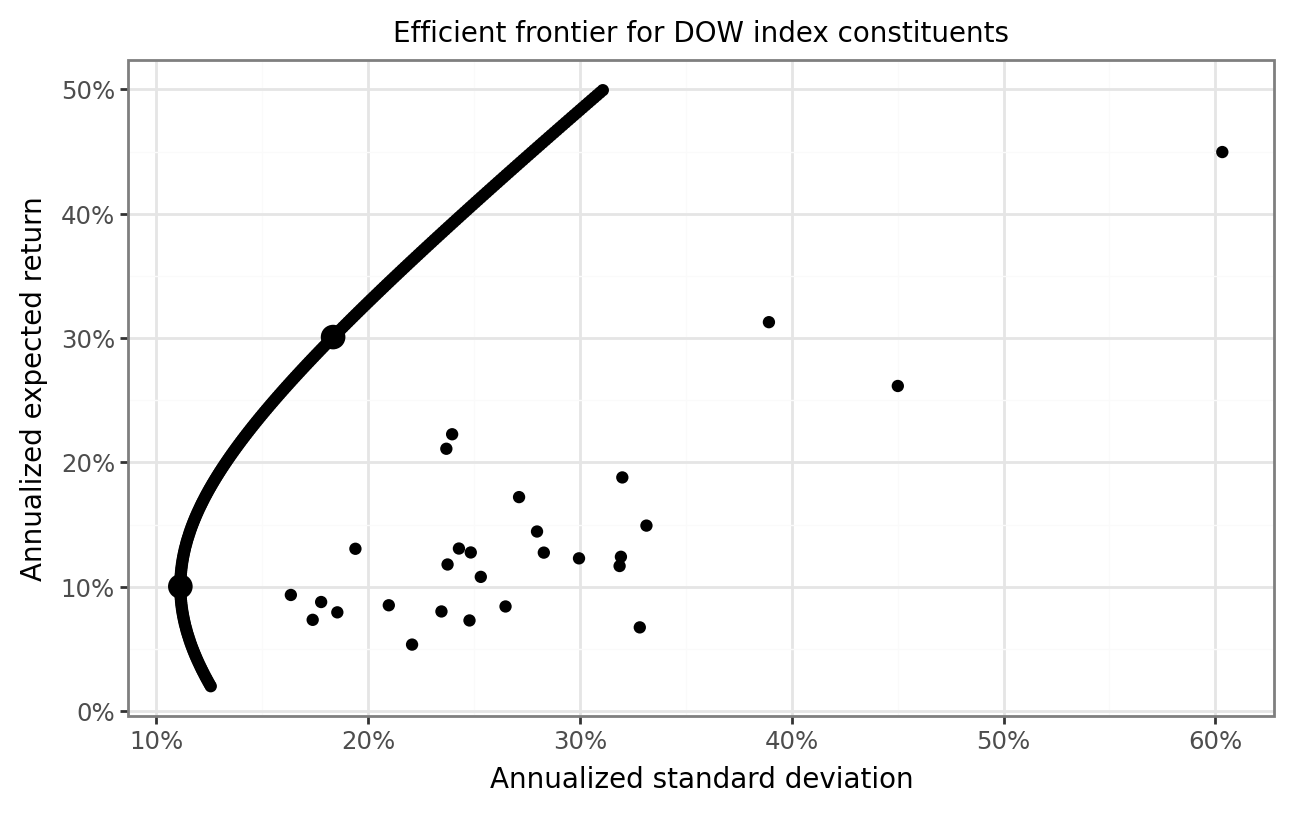 Efficient frontier for DOW index constituents
Annualized expected return
50%
40%
30%
20%
10%
0%
10% 20% 30% 40% 50% 60%
Annualized standard deviation